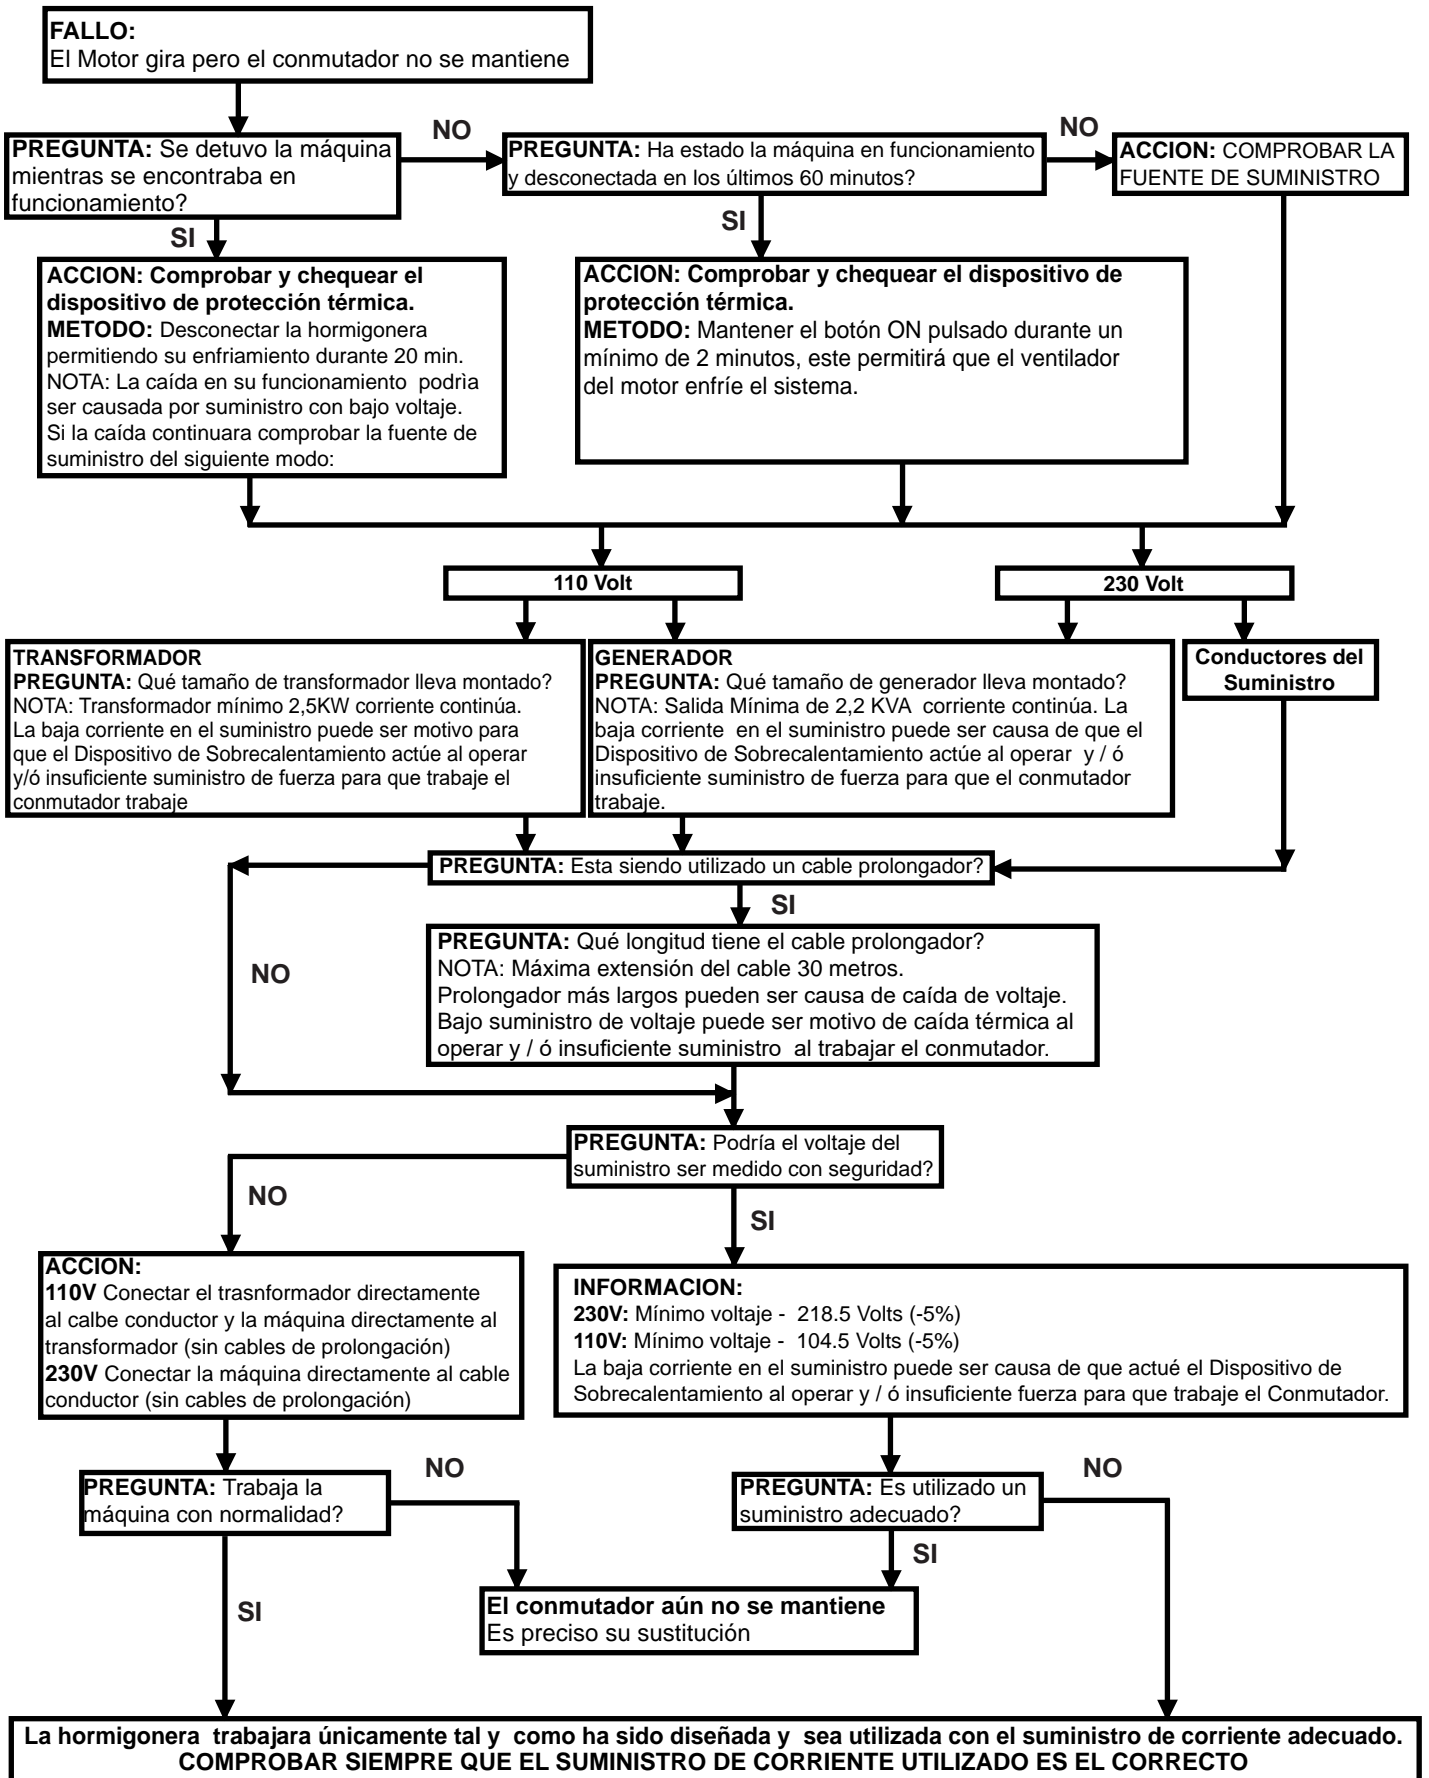 FALLO:
El Motor gira pero el conmutador no se mantiene
PREGUNTA: Se detuvo la máquina
mientras se encontraba en
funcionamiento?
NO
PREGUNTA: Ha estado la máquina en funcionamiento
y desconectada en los últimos 60 minutos?
NO
ACCION: COMPROBAR LA
FUENTE DE SUMINISTRO
SI
SI
ACCION: Comprobar y chequear el
dispositivo de protección térmica.
METODO: Desconectar la hormigonera
permitiendo su enfriamiento durante 20 min.
NOTA: La caída en su funcionamiento podrìa
ser causada por suministro con bajo voltaje.
Si la caída continuara comprobar la fuente de
suministro del siguiente modo:
ACCION: Comprobar y chequear el dispositivo de
protección térmica.
METODO: Mantener el botón ON pulsado durante un
mínimo de 2 minutos, este permitirá que el ventilador
del motor enfríe el sistema.
110 Volt
230 Volt
TRANSFORMADOR
PREGUNTA: Qué tamaño de transformador lleva montado?
NOTA: Transformador mínimo 2,5KW corriente continúa.
La baja corriente en el suministro puede ser motivo para
que el Dispositivo de Sobrecalentamiento actúe al operar
y/ó insuficiente suministro de fuerza para que trabaje el
conmutador trabaje
GENERADOR
PREGUNTA: Qué tamaño de generador lleva montado?
NOTA: Salida Mínima de 2,2 KVA corriente continúa. La
baja corriente en el suministro puede ser causa de que el
Dispositivo de Sobrecalentamiento actúe al operar y / ó
insuficiente suministro de fuerza para que el conmutador
trabaje.
Conductores del
Suministro
PREGUNTA: Esta siendo utilizado un cable prolongador?
SI
NO
PREGUNTA: Qué longitud tiene el cable prolongador?
NOTA: Máxima extensión del cable 30 metros.
Prolongador más largos pueden ser causa de caída de voltaje.
Bajo suministro de voltaje puede ser motivo de caída térmica al
operar y / ó insuficiente suministro al trabajar el conmutador.
PREGUNTA: Podría el voltaje del
suministro ser medido con seguridad?
NO
SI
ACCION:
110V Conectar el trasnformador directamente
al calbe conductor y la máquina directamente al
transformador (sin cables de prolongación)
230V Conectar la máquina directamente al cable
conductor (sin cables de prolongación)
INFORMACION:
230V: Mínimo voltaje - 218.5 Volts (-5%)
110V: Mínimo voltaje - 104.5 Volts (-5%)
La baja corriente en el suministro puede ser causa de que actué el Dispositivo de
Sobrecalentamiento al operar y / ó insuficiente fuerza para que trabaje el Conmutador.
PREGUNTA: Trabaja la
máquina con normalidad?
NO
PREGUNTA: Es utilizado un
suministro adecuado?
NO
SI
SI
El conmutador aún no se mantiene
Es preciso su sustitución
La hormigonera trabajara únicamente tal y como ha sido diseñada y sea utilizada con el suministro de corriente adecuado.
COMPROBAR SIEMPRE QUE EL SUMINISTRO DE CORRIENTE UTILIZADO ES EL CORRECTO